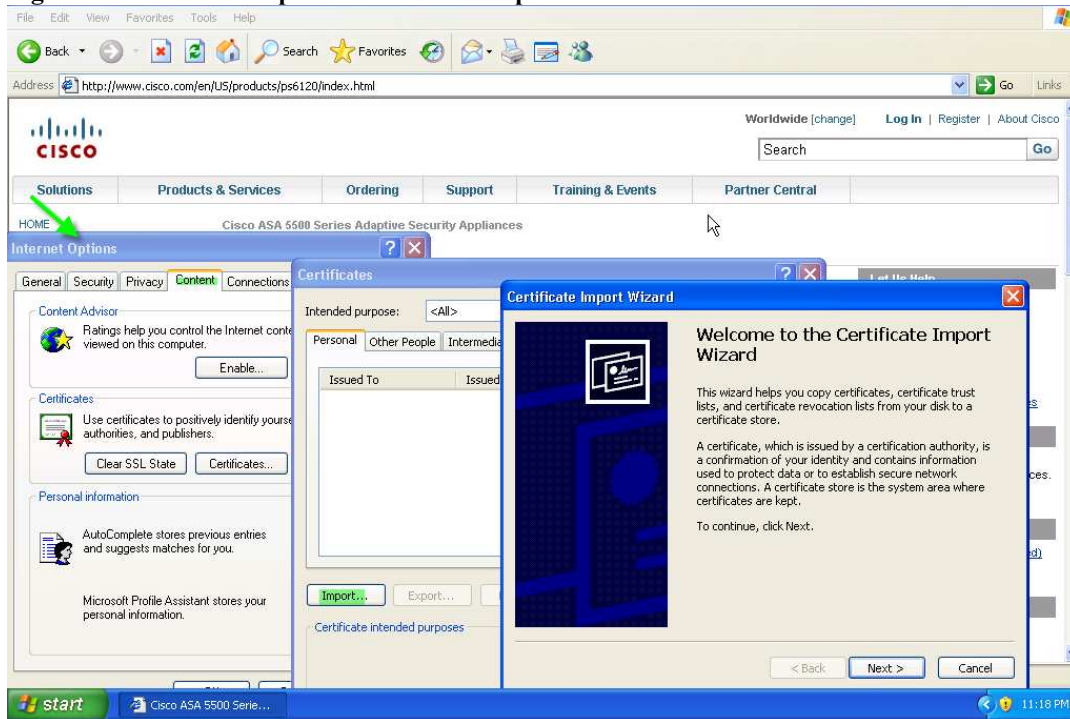 File Edit View Favorites Tools Help
Back Search Favorites
Address http://www.cisco.com/en/US/products/ps6120/index.html Go Links
Worldwide [change] Log In | Register | About Cisco
CISCO
Search Go
Solutions Products & Services Ordering Support Training & Events Partner Central
HOME Cisco ASA 5500 Series Adaptive Security Appliances
Internet Options
General Security Privacy Content Connections
Content Advisor
Ratings help you control the Internet conte
viewed on this computer.
Enable...
Certificates
Use certificates to positively identify yourse
authorities, and publishers.
Clear SSL State Certificates...
Personal information
AutoComplete stores previous entries
and suggests matches for you.
Microsoft Profile Assistant stores your
personal information.
Certificates
Intended purpose: <All>
Personal Other People Intermedia
Issued To Issued
Import... Export...
Certificate intended purposes
Let Us Help
es
ces.
ed)
Certificate Import Wizard
Welcome to the Certificate Import
Wizard
This wizard helps you copy certificates, certificate trust
lists, and certificate revocation lists from your disk to a
certificate store.
A certificate, which is issued by a certification authority, is
a confirmation of your identity and contains information
used to protect data or to establish secure network
connections. A certificate store is the system area where
certificates are kept.
To continue, click Next.
< Back Next > Cancel
start Cisco ASA 5500 Serie... 11:18 PM